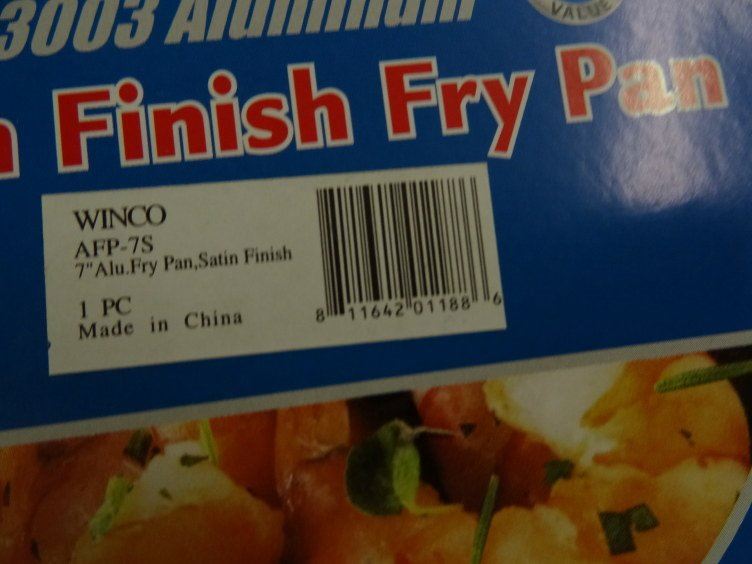 3003 Aluminum
VALUE
Finish Fry Pan
WINCO
AFP-7S
7"Alu.Fry Pan,Satin Finish
1 PC
Made in China
8 11642 01188 6